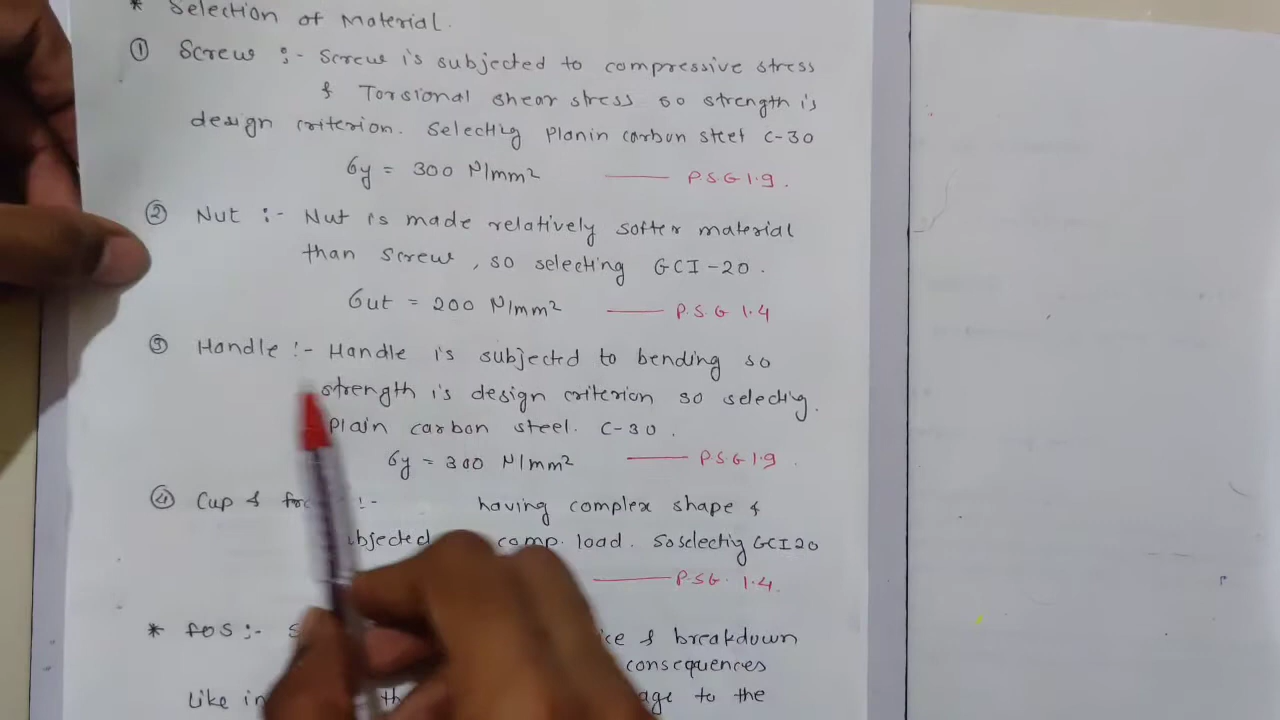 * Selection of Material.
① Screw :- Screw is subjected to compressive stress
& Torsional shear stress so strength is
design criterion. Selecting Planin carbon steel C-30
σy = 300 N/mm² —— P.S.G 1.9.
② Nut :- Nut is made relatively softer material
than screw, so selecting GCI-20.
σut = 200 N/mm² —— P.S.G 1.4
③ Handle :- Handle is subjected to bending so
strength is design criterion so selecting.
plain carbon steel. C-30.
σy = 300 N/mm² —— PSG 1.9.
④ Cup & :- having complex shape &
comp. load. So selectig GCI 20
—— P.SG. 1.4.
* FOS :- & breakdown
consequences
Like to the